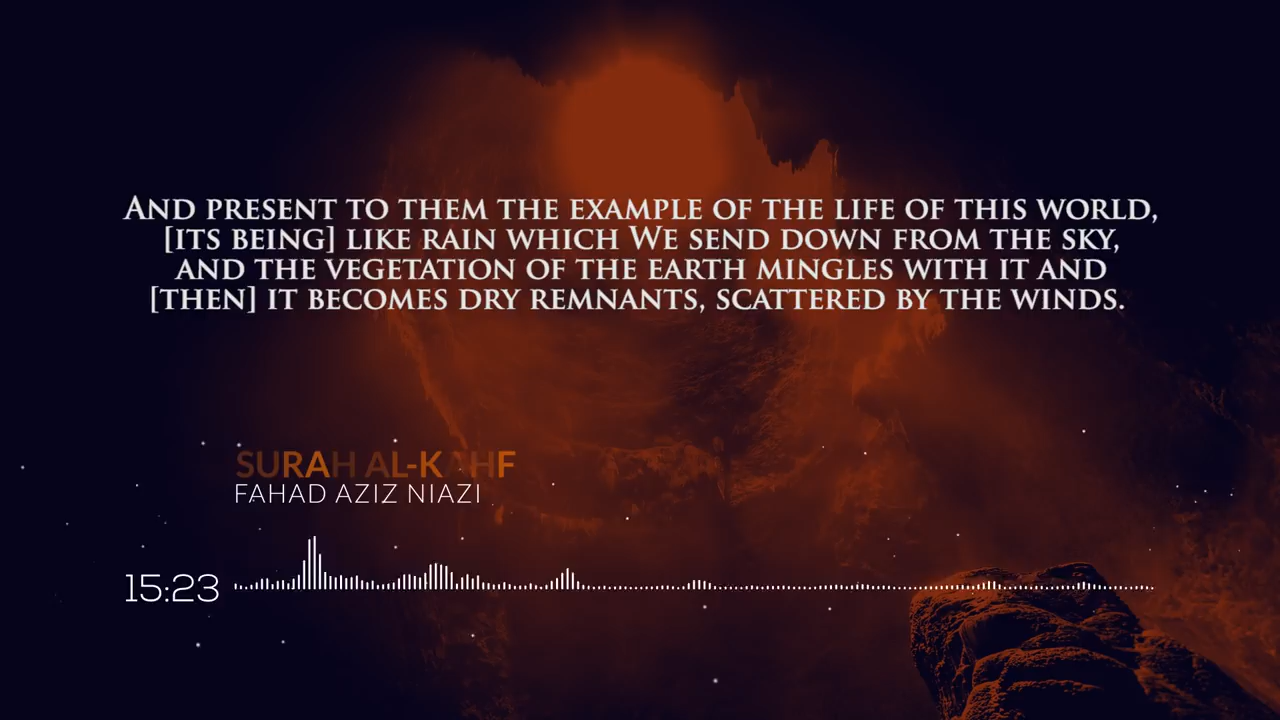 And present to them the example of the life of this world,
[its being] like rain which We send down from the sky,
and the vegetation of the earth mingles with it and
[then] it becomes dry remnants, scattered by the winds.
SURAH AL-KAHF
FAHAD AZIZ NIAZI
15:23